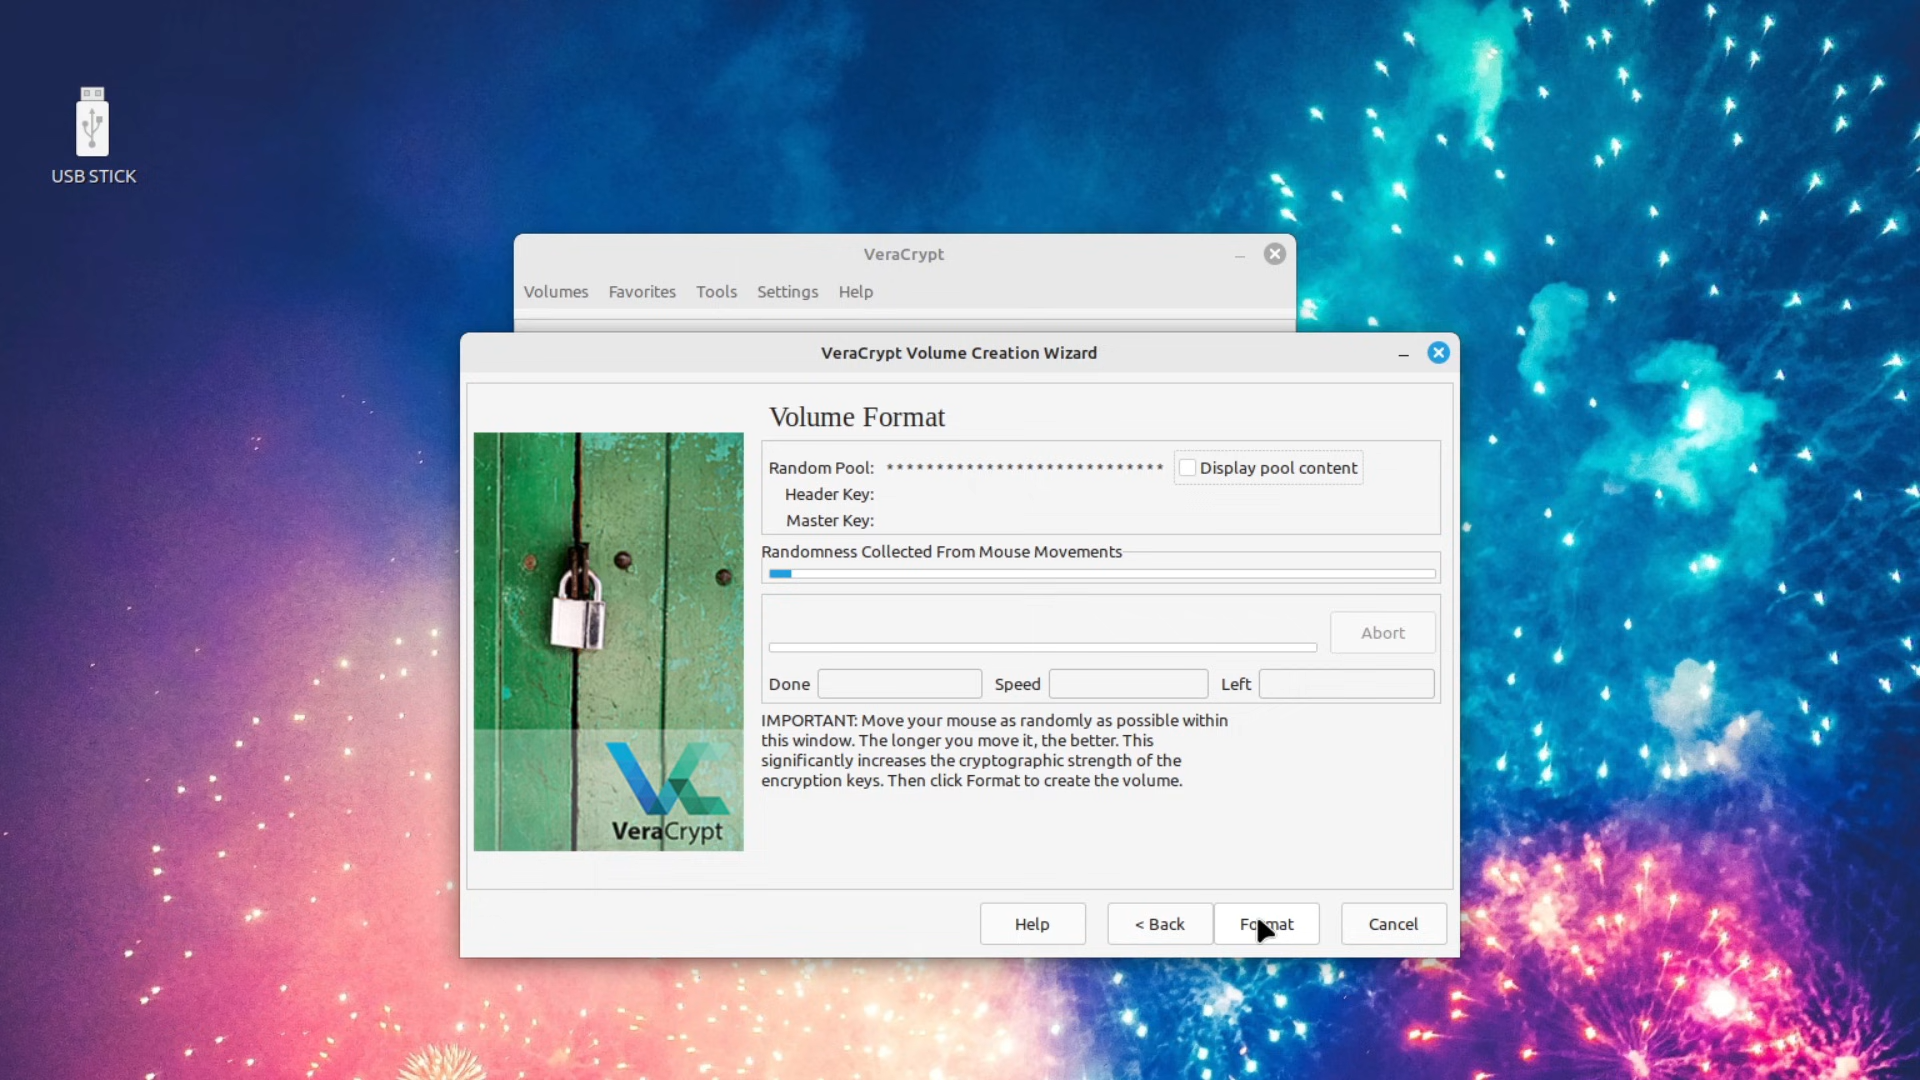 USB STICK
VeraCrypt
Volumes Favorites Tools Settings Help
VeraCrypt Volume Creation Wizard
Volume Format
Random Pool: **************************** Display pool content
Header Key:
Master Key:
Randomness Collected From Mouse Movements
Abort
Done Speed Left
IMPORTANT: Move your mouse as randomly as possible within
this window. The longer you move it, the better. This
significantly increases the cryptographic strength of the
encryption keys. Then click Format to create the volume.
VeraCrypt
Help < Back Format Cancel